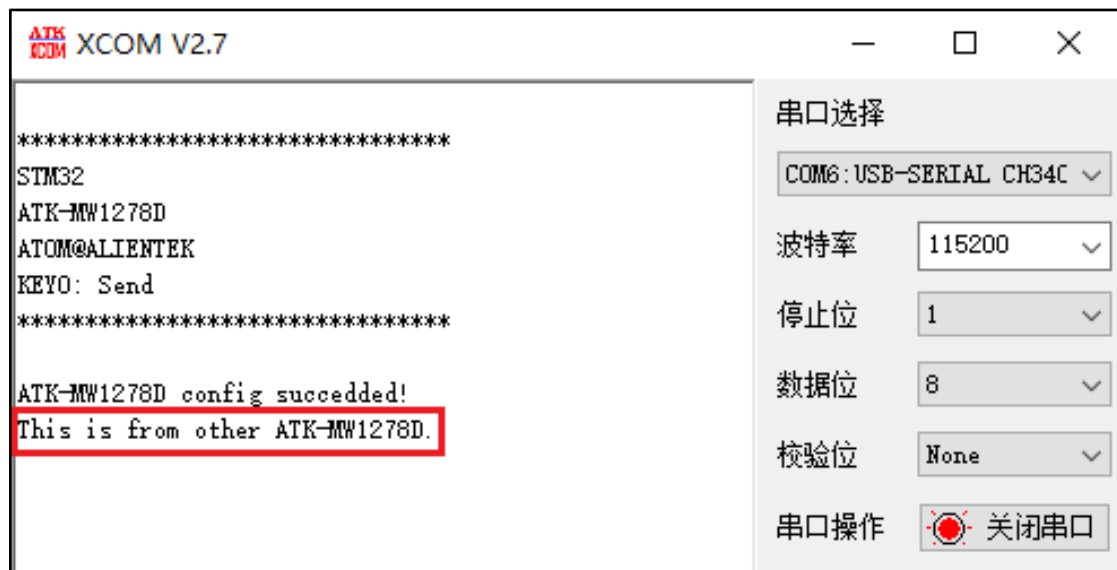 ATK XCOM XCOM V2.7
********************************
STM32
ATK-MW1278D
ATOM@ALIENTEK
KEY0: Send
********************************
ATK-MW1278D config succedded!
This is from other ATK-MW1278D.
串口选择
COM6:USB-SERIAL CH34C
波特率 115200
停止位 1
数据位 8
校验位 None
串口操作 关闭串口